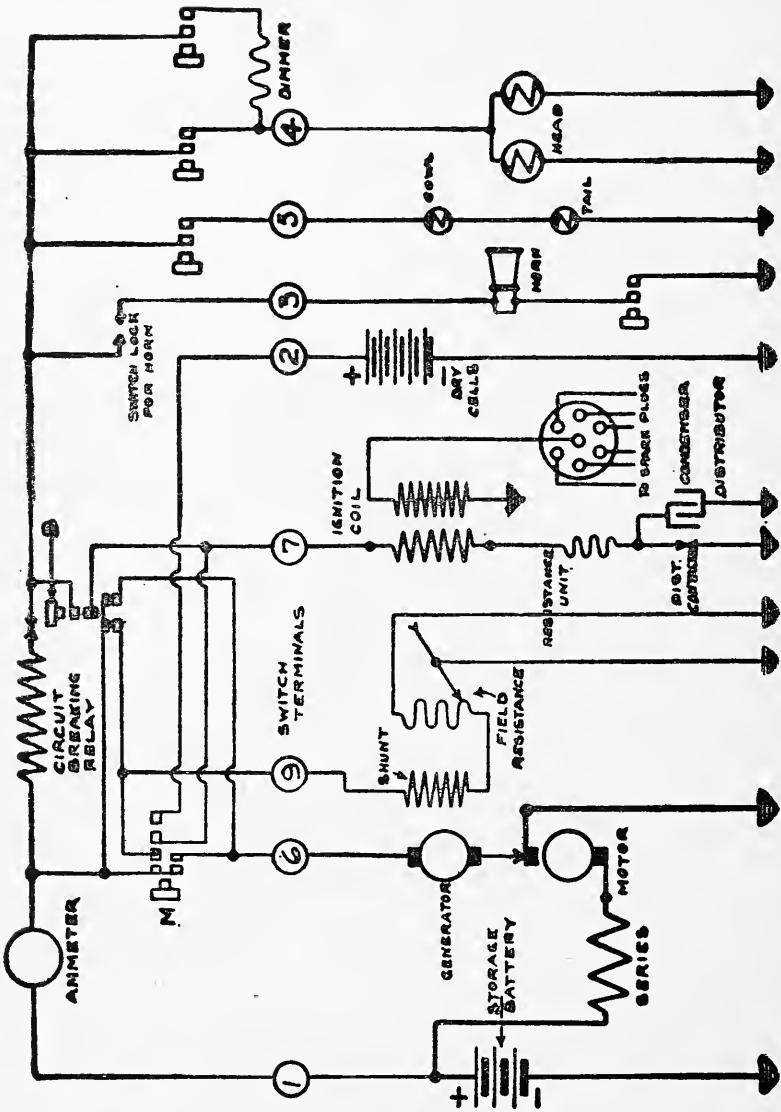 AMMETER
CIRCUIT
BREAKING
RELAY
SWITCH LOCK
FOR HORN
DIMMER
M
1
6
9
SWITCH
TERMINALS
7
2
3
5
4
IGNITION
COIL
+
−
DRY
CELLS
COWL
TAIL
HEAD
HORN
SHUNT
FIELD
RESISTANCE
GENERATOR
STORAGE
BATTERY
+
−
MOTOR
SERIES
RESISTANCE
UNIT
TO SPARK PLUGS
CONDENSER
DISTRIBUTOR
DIST.
CONTACTS